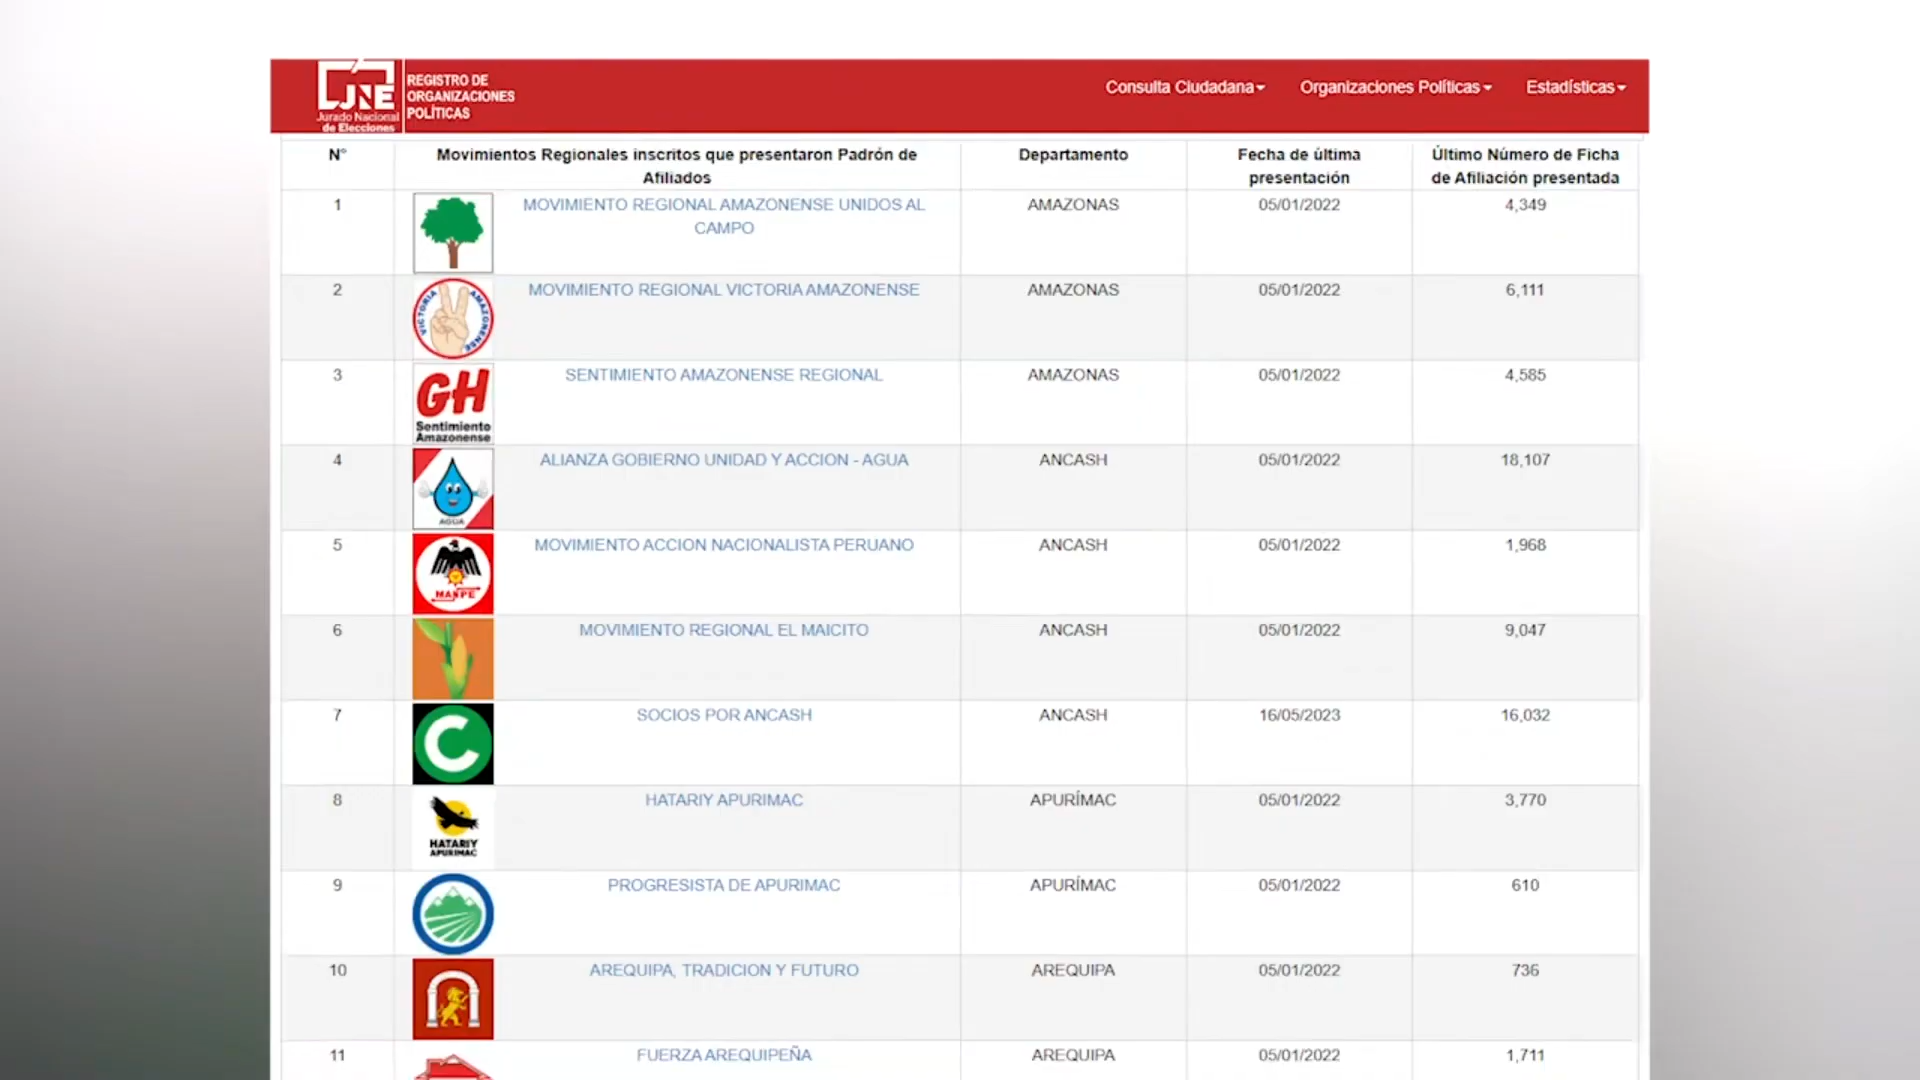 JNE
Jurado Nacional
de Elecciones
REGISTRO DE
ORGANIZACIONES
POLÍTICAS
Consulta Ciudadana
Organizaciones Políticas
Estadísticas
N° Movimientos Regionales inscritos que presentaron Padrón de Afiliados Departamento Fecha de última presentación Último Número de Ficha de Afiliación presentada
1 MOVIMIENTO REGIONAL AMAZONENSE UNIDOS AL CAMPO AMAZONAS 05/01/2022 4,349
VICTORIA AMAZONENSE
2 MOVIMIENTO REGIONAL VICTORIA AMAZONENSE AMAZONAS 05/01/2022 6,111
GH
Sentimiento
Amazonense
3 SENTIMIENTO AMAZONENSE REGIONAL AMAZONAS 05/01/2022 4,585
AGUA
4 ALIANZA GOBIERNO UNIDAD Y ACCION - AGUA ANCASH 05/01/2022 18,107
MANPE
5 MOVIMIENTO ACCION NACIONALISTA PERUANO ANCASH 05/01/2022 1,968
6 MOVIMIENTO REGIONAL EL MAICITO ANCASH 05/01/2022 9,047
C
7 SOCIOS POR ANCASH ANCASH 16/05/2023 16,032
HATARIY
APURIMAC
8 HATARIY APURIMAC APURÍMAC 05/01/2022 3,770
9 PROGRESISTA DE APURIMAC APURÍMAC 05/01/2022 610
10 AREQUIPA, TRADICION Y FUTURO AREQUIPA 05/01/2022 736
11 FUERZA AREQUIPEÑA AREQUIPA 05/01/2022 1,711